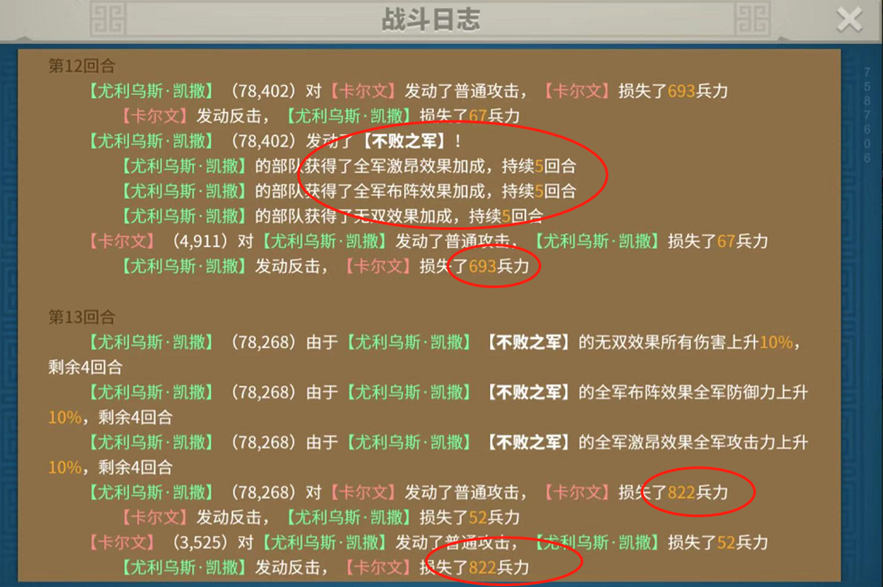 战斗日志
第12回合
【尤利乌斯·凯撒】（78,402）对【卡尔文】发动了普通攻击，【卡尔文】损失了693兵力
【卡尔文】发动反击，【尤利乌斯·凯撒】损失了67兵力
【尤利乌斯·凯撒】（78,402）发动了【不败之军】！
【尤利乌斯·凯撒】的部队获得了全军激昂效果加成，持续5回合
【尤利乌斯·凯撒】的部队获得了全军布阵效果加成，持续5回合
【尤利乌斯·凯撒】的部队获得了无双效果加成，持续5回合
【卡尔文】（4,911）对【尤利乌斯·凯撒】发动了普通攻击，【尤利乌斯·凯撒】损失了67兵力
【尤利乌斯·凯撒】发动反击，【卡尔文】损失了693兵力
第13回合
【尤利乌斯·凯撒】（78,268）由于【尤利乌斯·凯撒】【不败之军】的无双效果所有伤害上升10%，
剩余4回合
【尤利乌斯·凯撒】（78,268）由于【尤利乌斯·凯撒】【不败之军】的全军布阵效果全军防御力上升
10%，剩余4回合
【尤利乌斯·凯撒】（78,268）由于【尤利乌斯·凯撒】【不败之军】的全军激昂效果全军攻击力上升
10%，剩余4回合
【尤利乌斯·凯撒】（78,268）对【卡尔文】发动了普通攻击，【卡尔文】损失了822兵力
【卡尔文】发动反击，【尤利乌斯·凯撒】损失了52兵力
【卡尔文】（3,525）对【尤利乌斯·凯撒】发动了普通攻击，【尤利乌斯·凯撒】损失了52兵力
【尤利乌斯·凯撒】发动反击，【卡尔文】损失了822兵力
7587606